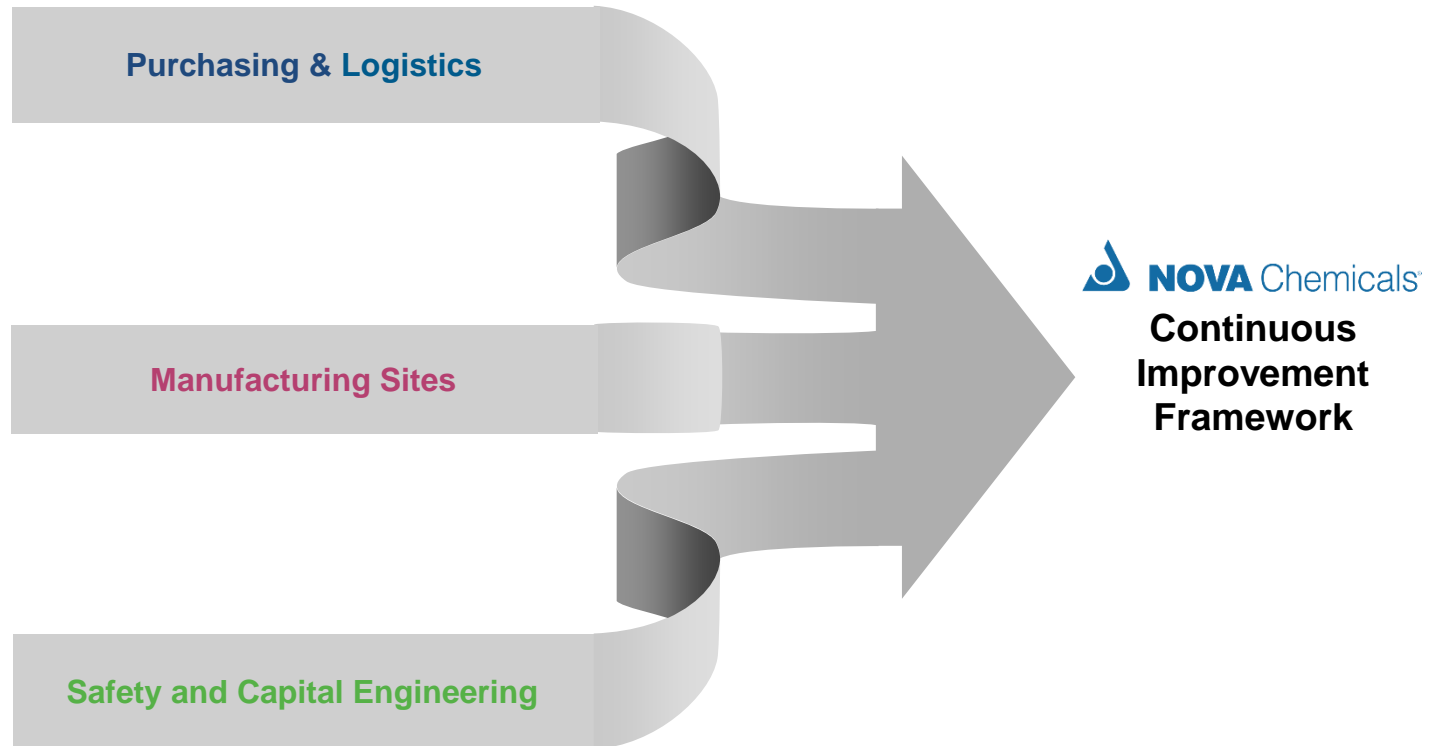 Purchasing & Logistics
NOVA Chemicals
Continuous
Improvement
Framework
Manufacturing Sites
Safety and Capital Engineering